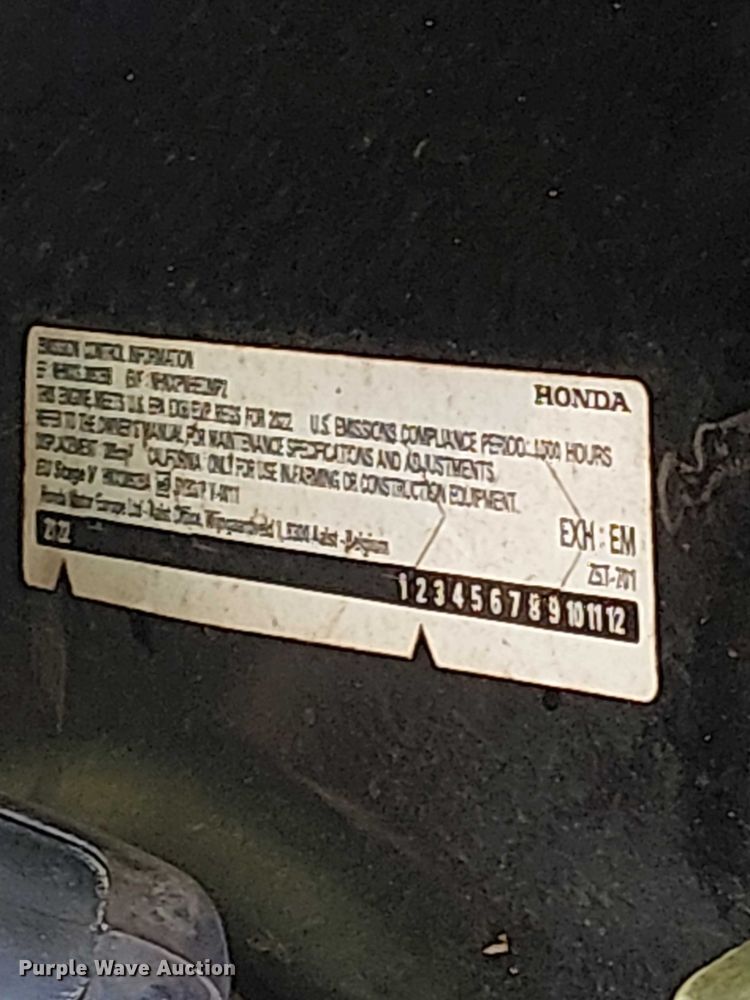 EMISSION CONTROL INFORMATION
HONDA
THIS ENGINE MEETS U.S. EPA EXH/EVP REGS FOR 2022. U.S. EMISSIONS COMPLIANCE PERIOD: HOURS
REFER TO THE OWNER'S MANUAL FOR MAINTENANCE SPECIFICATIONS AND ADJUSTMENTS.
DISPLACEMENT CALIFORNIA: ONLY FOR USE IN FARMING OR CONSTRUCTION EQUIPMENT.
EU Stage V
EXH : EM
Honda Motor Europe Ltd - Aalst Office, Wijngaardveld 1, 9300 Aalst - Belgium
Z5T-701
1 2 3 4 5 6 7 8 9 10 11 12
Purple Wave Auction